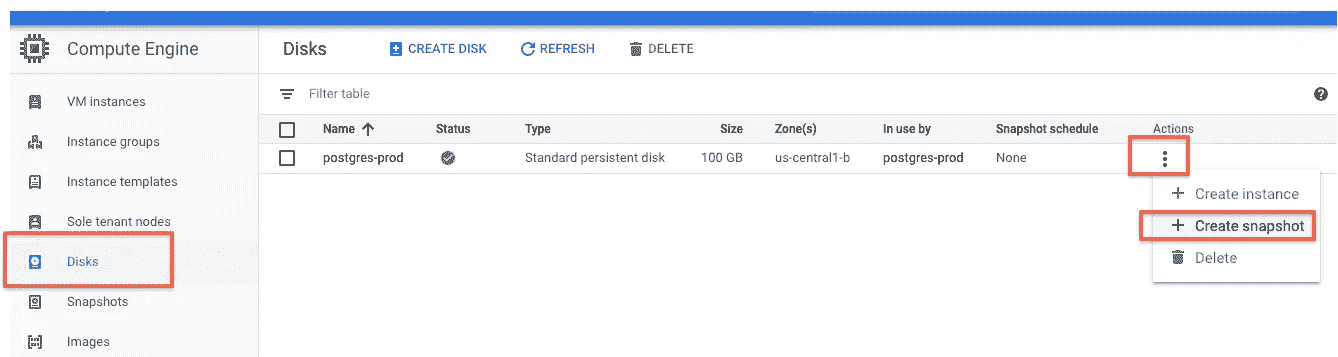 Compute Engine
Disks CREATE DISK REFRESH DELETE
VM instances
Filter table
Instance groups
Name Status Type Size Zone(s) In use by Snapshot schedule Actions
postgres-prod Standard persistent disk 100 GB us-central1-b postgres-prod None
Instance templates
Create instance
Sole tenant nodes
Create snapshot
Disks
Delete
Snapshots
Images